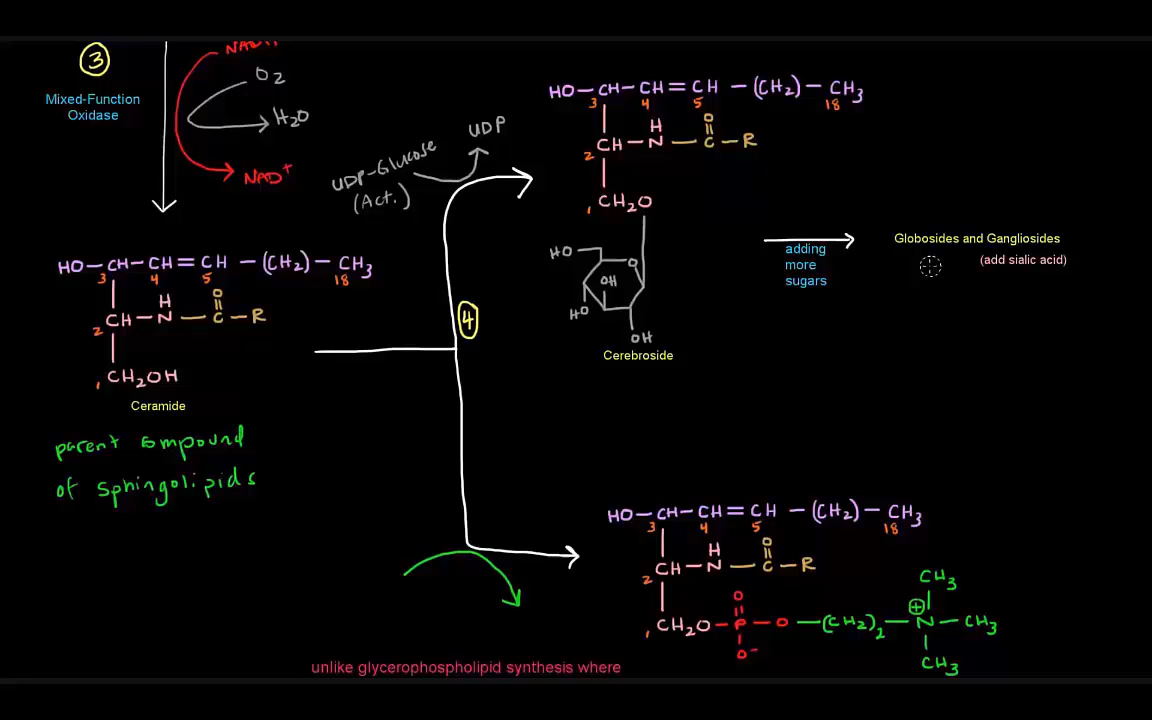 3
Mixed-Function
Oxidase
O2
H2O
NAD+
UDP-Glucose
(Act.)
UDP
HO-CH-CH=CH-(CH2)-CH3
3 4 5 18
H O
2 CH-N-C-R
1 CH2OH
Ceramide
parent compound
of sphingolipids
4
HO-CH-CH=CH-(CH2)-CH3
3 4 5 18
H O
2 CH-N-C-R
1 CH2O
HO O
OH
HO
OH
Cerebroside
adding
more
sugars
Globosides and Gangliosides
(add sialic acid)
HO-CH-CH=CH-(CH2)-CH3
3 4 5 18
H O
2 CH-N-C-R
CH3
O +
1 CH2O-P-O-(CH2)2-N-CH3
O-
CH3
unlike glycerophospholipid synthesis where